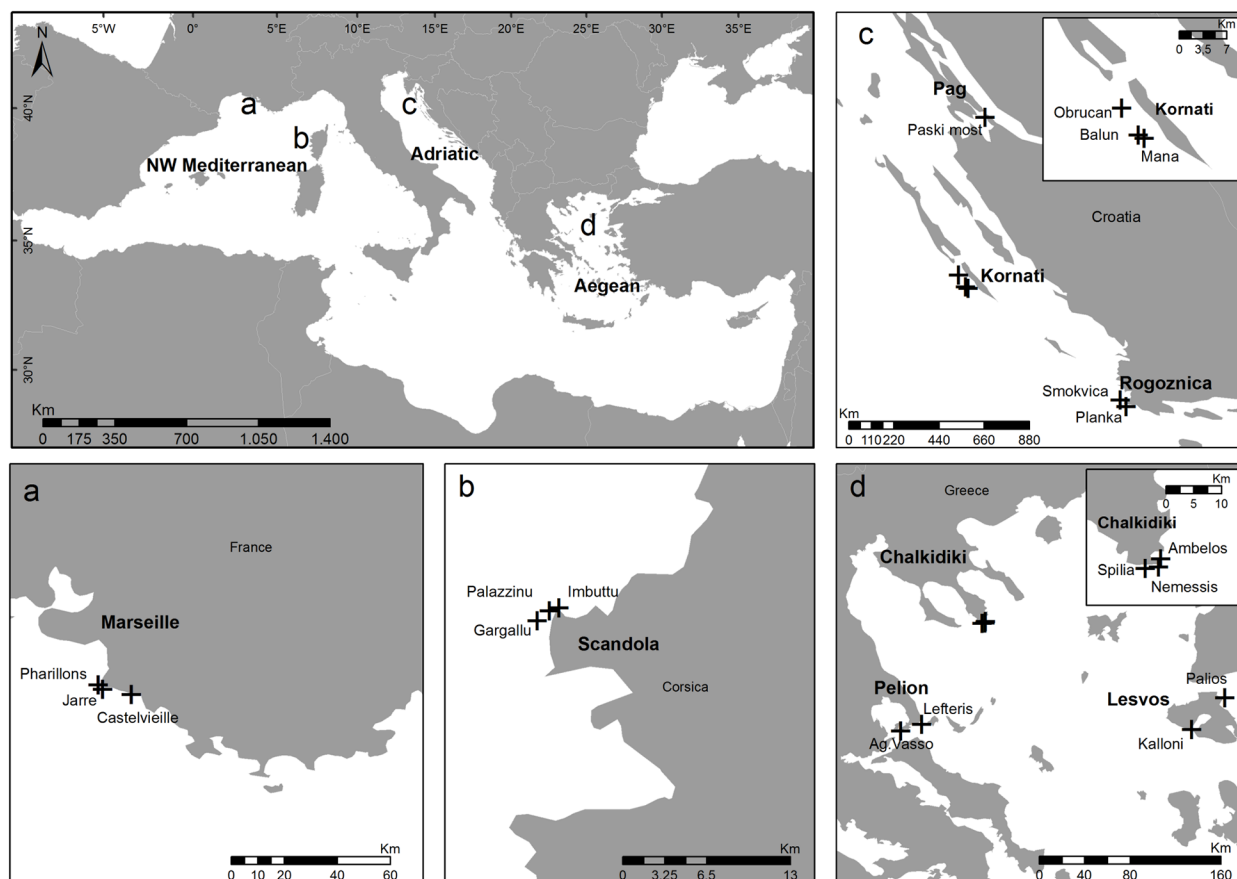 5°W 0° 5°E 10°E 15°E 20°E 25°E 30°E 35°E
N
40°N
35°N
30°N
a
b
c
d
NW Mediterranean
Adriatic
Aegean
Km
0 175 350 700 1.050 1.400
c
Km
0 3.5 7
Obrucan
Kornati
Balun
Mana
Pag
Paski most
Croatia
Kornati
Smokvica
Rogoznica
Planka
Km
0 110 220 440 660 880
a
France
Marseille
Pharillons
Jarre
Castelvieille
Km
0 10 20 40 60
b
Palazzinu
Imbuttu
Gargallu
Scandola
Corsica
Km
0 3.25 6.5 13
d
Greece
Km
0 5 10
Chalkidiki
Ambelos
Spilia
Nemessis
Chalkidiki
Pelion
Lefteris
Ag.Vasso
Palios
Lesvos
Kalloni
Km
0 40 80 160